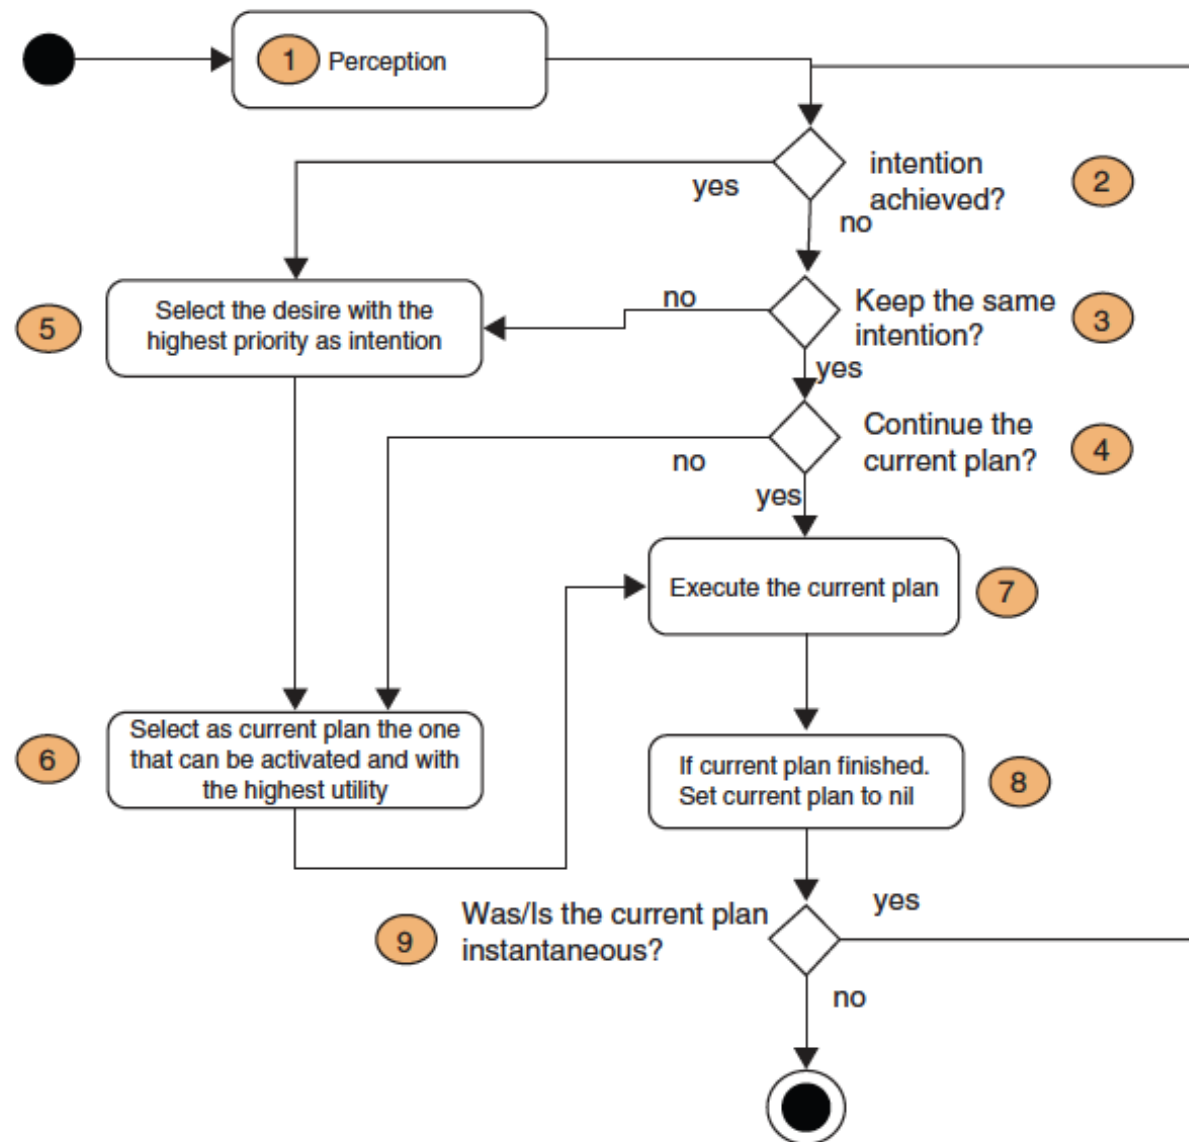 1 Perception
intention
achieved?
2
yes
no
5
Select the desire with the
highest priority as intention
no
Keep the same
intention?
3
yes
Continue the
current plan?
4
no
yes
Execute the current plan
7
6
Select as current plan the one
that can be activated and with
the highest utility
If current plan finished.
Set current plan to nil
8
9
Was/Is the current plan
instantaneous?
yes
no